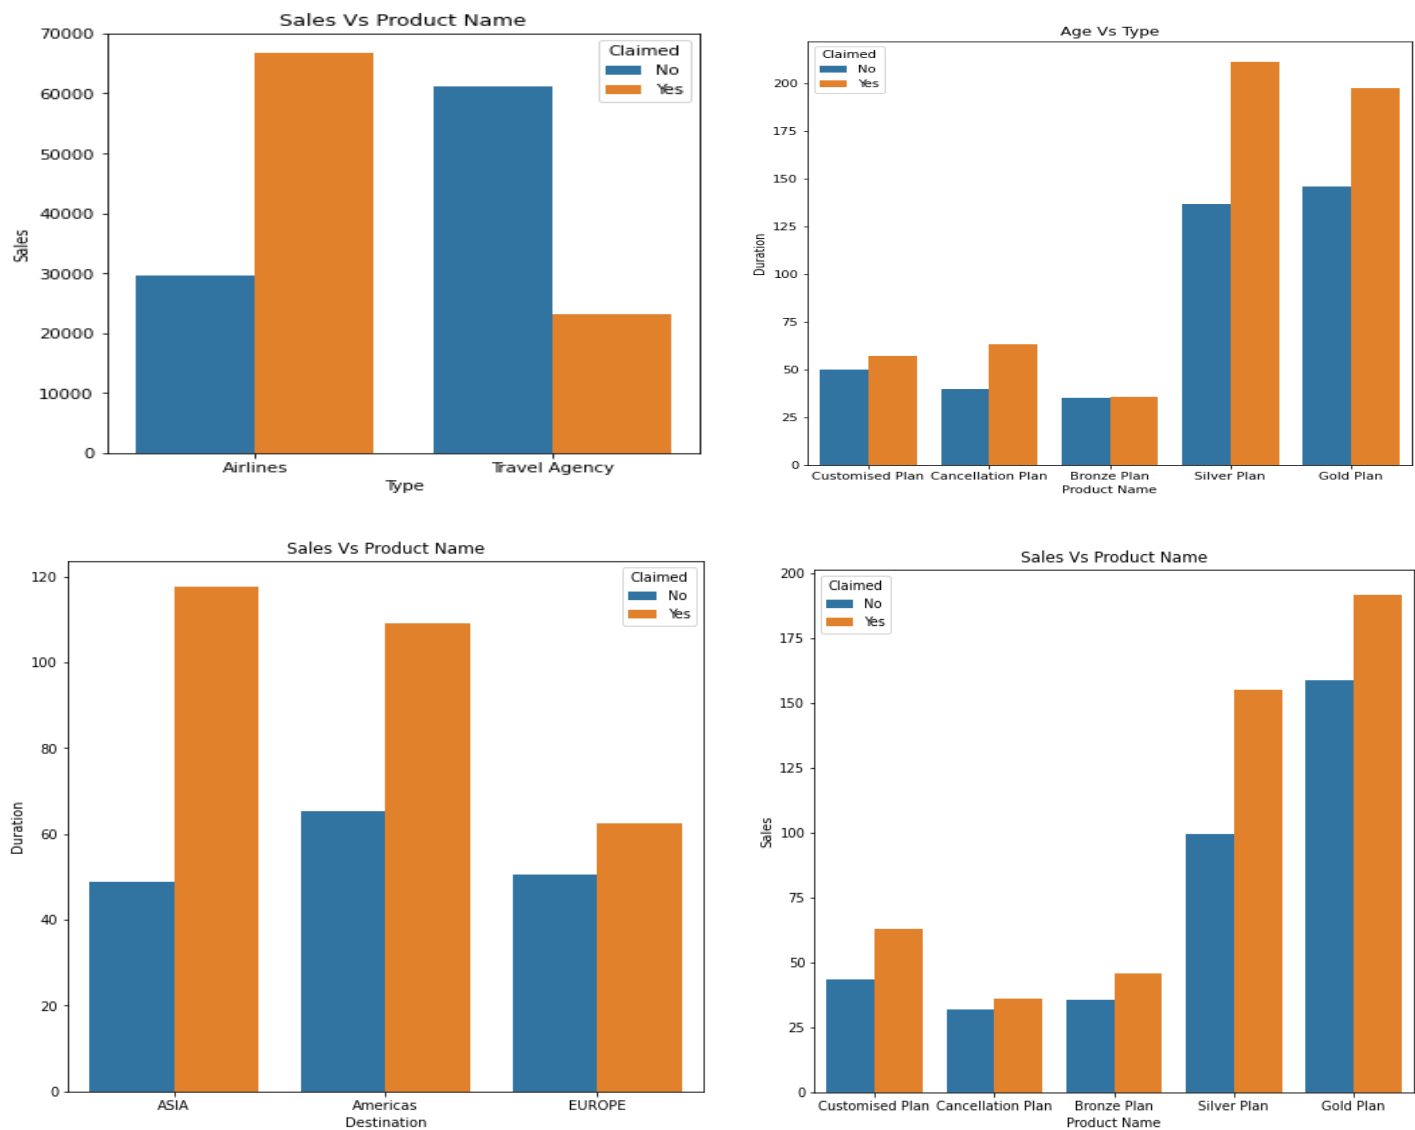 Sales Vs Product Name
70000
60000
50000
40000
30000
20000
10000
0
Sales
Claimed
No
Yes
Airlines Travel Agency
Type
Age Vs Type
200
175
150
125
100
75
50
25
0
Duration
Claimed
No
Yes
Customised Plan Cancellation Plan Bronze Plan Silver Plan Gold Plan
Product Name
Sales Vs Product Name
120
100
80
60
40
20
0
Duration
Claimed
No
Yes
ASIA Americas EUROPE
Destination
Sales Vs Product Name
200
175
150
125
100
75
50
25
0
Sales
Claimed
No
Yes
Customised Plan Cancellation Plan Bronze Plan Silver Plan Gold Plan
Product Name